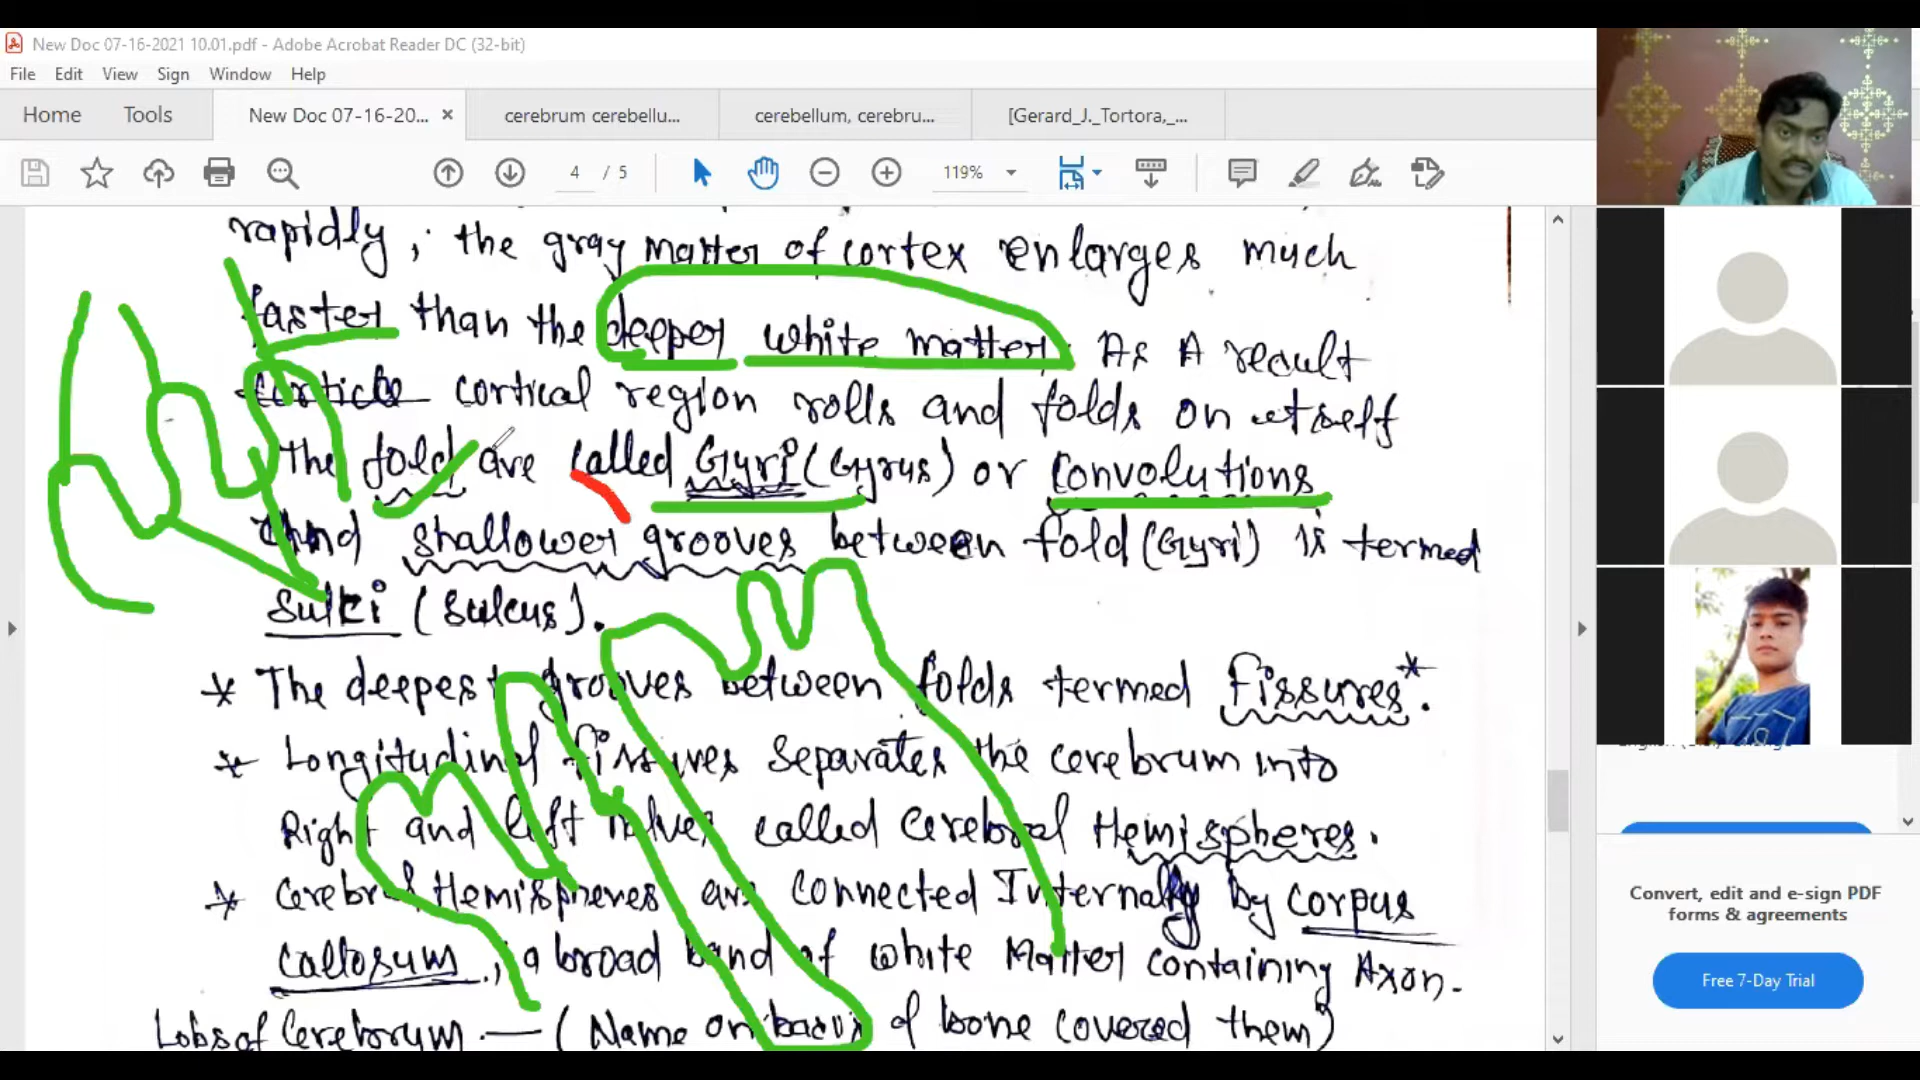 New Doc 07-16-2021 10.01.pdf - Adobe Acrobat Reader DC (32-bit)
File Edit View Sign Window Help
Home Tools New Doc 07-16-20... × cerebrum cerebellu... cerebellum, cerebru... [Gerard_J._Tortora,_...
4 / 5 119%
rapidly, the gray matter of cortex enlarges much
faster than the deeper white matter. As A result
cortical region rolls and folds on itself
The fold are called Gyri (Gyrus) or Convolutions
and shallower grooves between fold (Gyri) is termed
Sulci (Sulcus).
* The deepest grooves between folds termed fissures*.
* Longitudinal fissures separates the cerebrum into
Right and left halves called cerebral Hemispheres.
* Cerebral Hemispheres are connected Internally by corpus
callosum, a broad band of white Matter containing Axon.
Lobs of Cerebrum. — (Name on basis of bone covered them)
Convert, edit and e-sign PDF
forms & agreements
Free 7-Day Trial